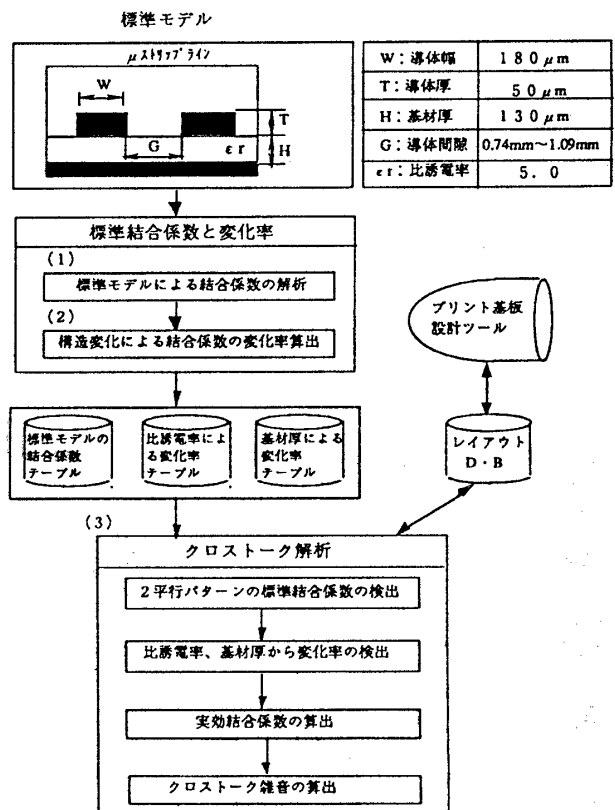 標準モデル
μストリップライン
W
T
G
εr
H
W：導体幅 180μm
T：導体厚 50μm
H：基材厚 130μm
G：導体間隙 0.74mm～1.09mm
εr：比誘電率 5.0
標準結合係数と変化率
(1)
標準モデルによる結合係数の解析
(2)
構造変化による結合係数の変化率算出
プリント基板
設計ツール
標準モデルの
結合係数
テーブル
比誘電率によ
る変化率
テーブル
基材厚による
変化率
テーブル
レイアウト
D・B
(3)
クロストーク解析
2平行パターンの標準結合係数の検出
比誘電率、基材厚から変化率の検出
実効結合係数の算出
クロストーク雑音の算出